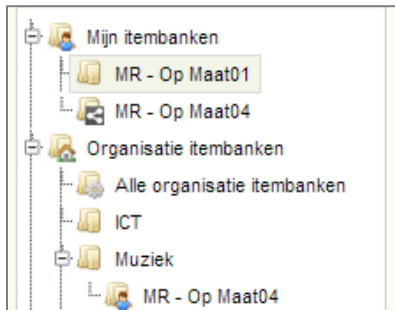 Mijn itembanken
MR - Op Maat01
MR - Op Maat04
Organisatie itembanken
Alle organisatie itembanken
ICT
Muziek
MR - Op Maat04